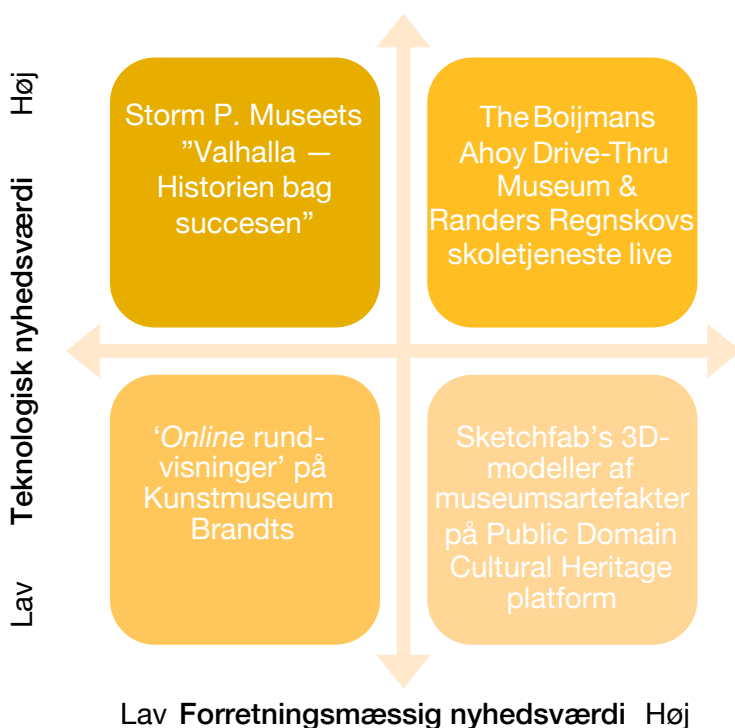 Høj
Teknologisk nyhedsværdi
Lav
Storm P. Museets
”Valhalla —
Historien bag
succesen”
The Boijmans
Ahoy Drive-Thru
Museum &
Randers Regnskovs
skoletjeneste live
‘Online rund-
visninger’ på
Kunstmuseum
Brandts
Sketchfab’s 3D-
modeller af
museumsartefakter
på Public Domain
Cultural Heritage
platform
Lav Forretningsmæssig nyhedsværdi Høj